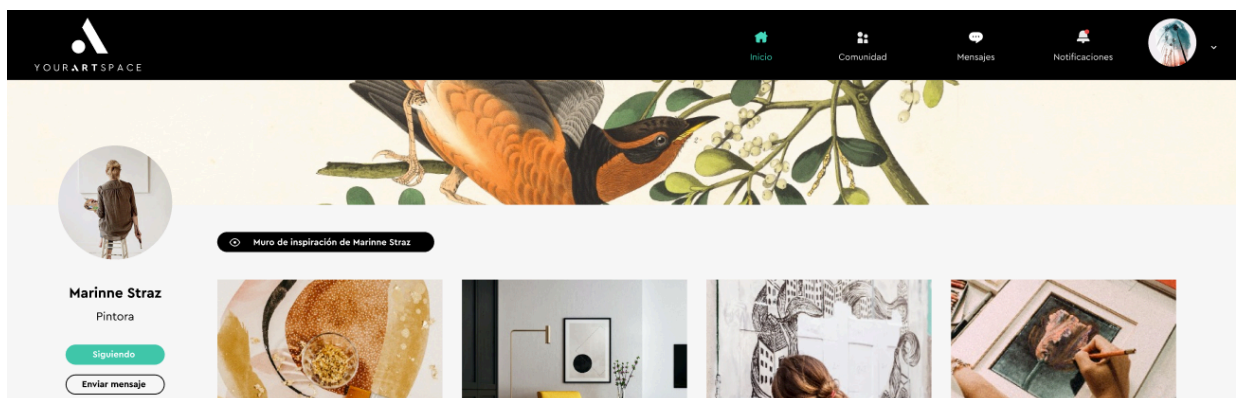 YOURARTSPACE
Inicio
Comunidad
Mensajes
Notificaciones
Muro de inspiración de Marinne Straz
Marinne Straz
Pintora
Siguiendo
Enviar mensaje